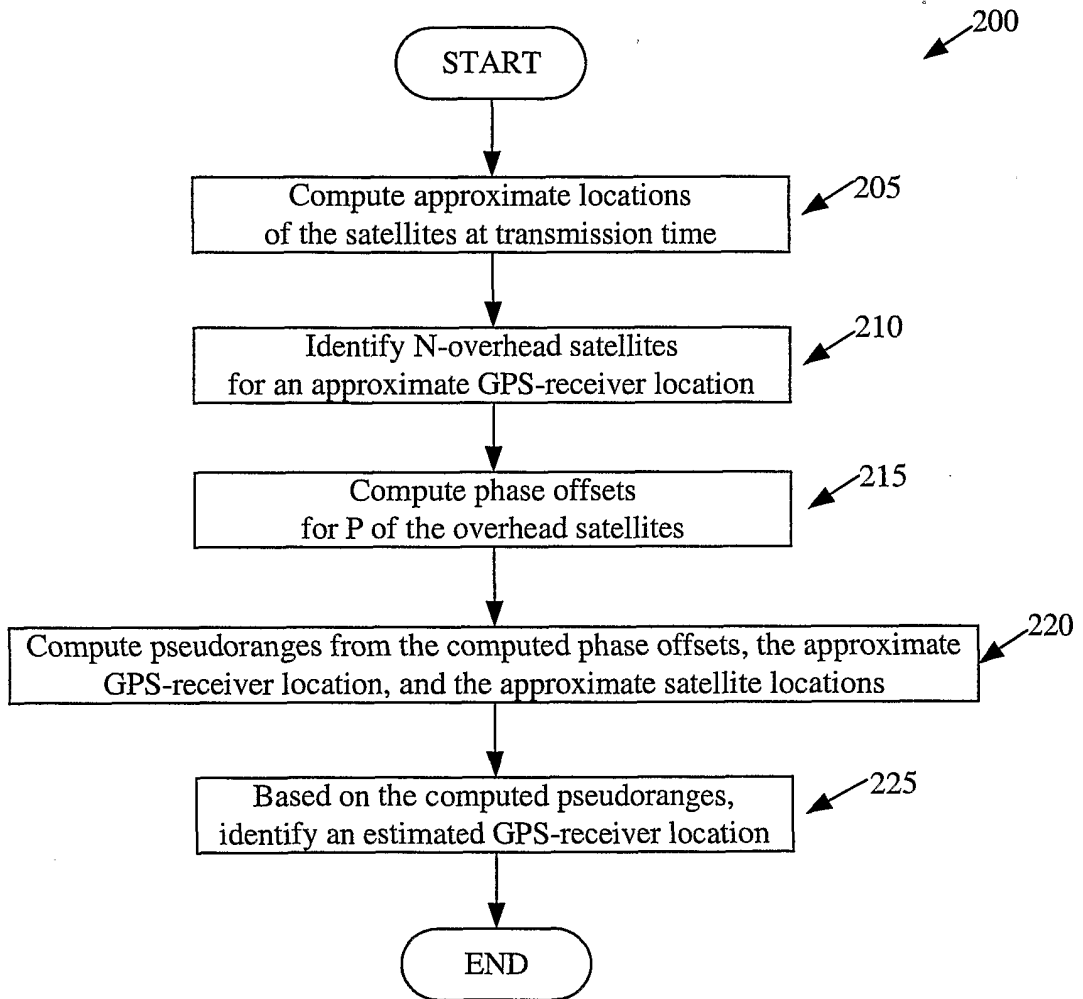 200
START
Compute approximate locations
of the satellites at transmission time
205
Identify N-overhead satellites
for an approximate GPS-receiver location
210
Compute phase offsets
for P of the overhead satellites
215
Compute pseudoranges from the computed phase offsets, the approximate
GPS-receiver location, and the approximate satellite locations
220
Based on the computed pseudoranges,
identify an estimated GPS-receiver location
225
END